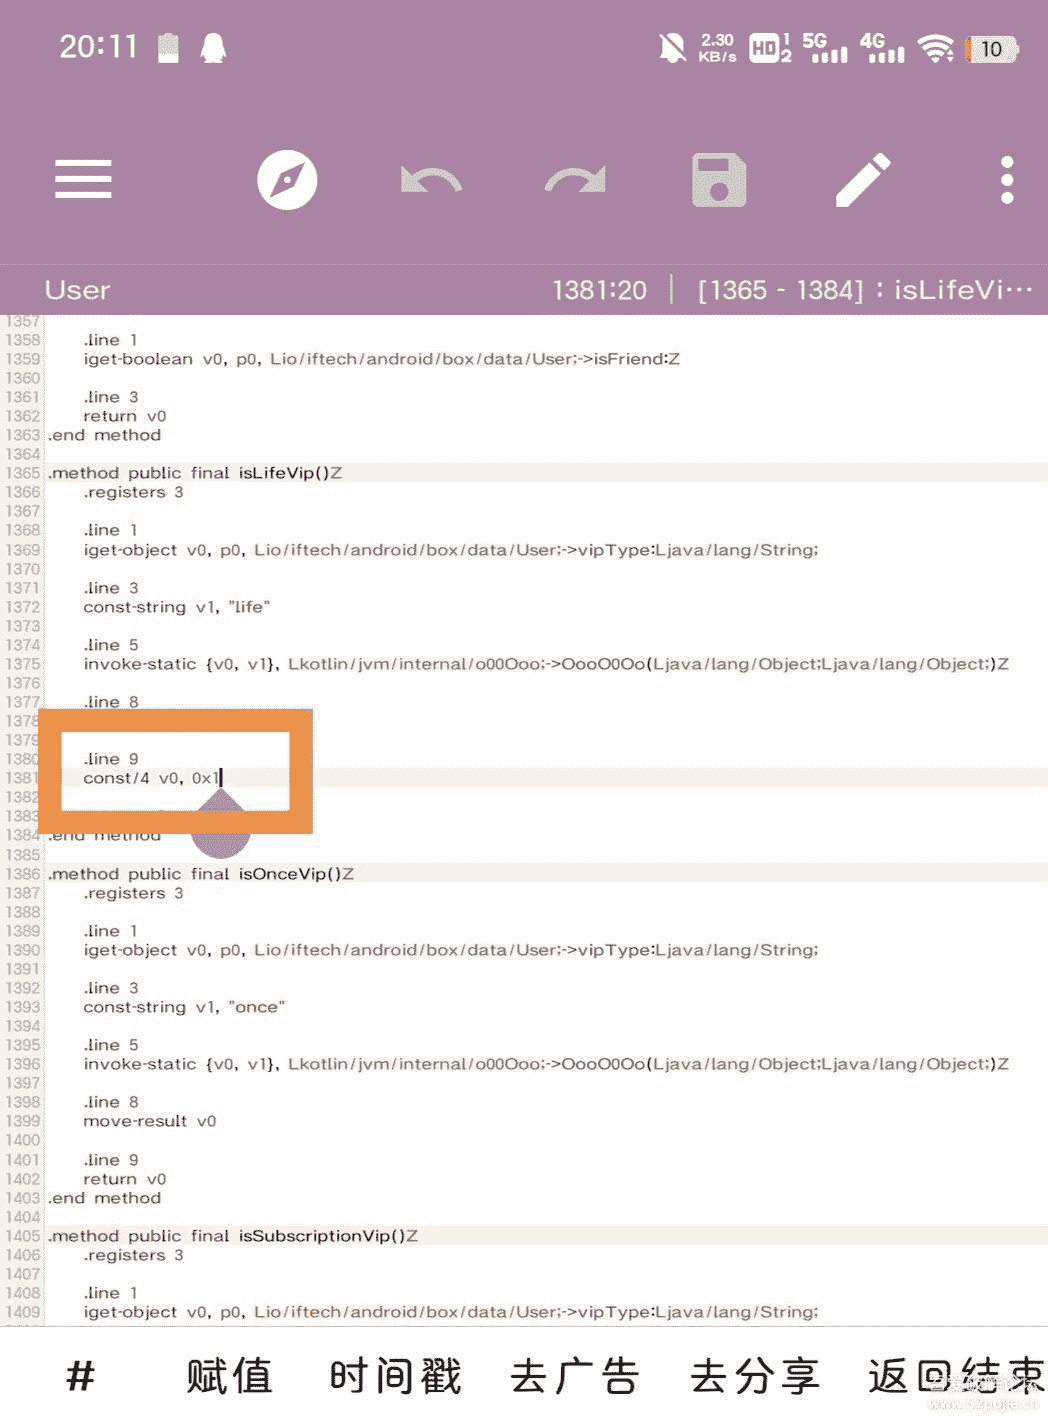 20:11 2.30 KB/s HD 1 2 5G 4G 10
User 1381:20 | [1365 - 1384] : isLifeVi…
1357
1358 .line 1
1359 iget-boolean v0, p0, Lio/iftech/android/box/data/User;->isFriend:Z
1360
1361 .line 3
1362 return v0
1363 .end method
1364
1365 .method public final isLifeVip()Z
1366 .registers 3
1367
1368 .line 1
1369 iget-object v0, p0, Lio/iftech/android/box/data/User;->vipType:Ljava/lang/String;
1370
1371 .line 3
1372 const-string v1, "life"
1373
1374 .line 5
1375 invoke-static {v0, v1}, Lkotlin/jvm/internal/o00Ooo;->OooO0Oo(Ljava/lang/Object;Ljava/lang/Object;)Z
1376
1377 .line 8
1378
1379
1380 .line 9
1381 const/4 v0, 0x1
1382
1383
1384 .end method
1385
1386 .method public final isOnceVip()Z
1387 .registers 3
1388
1389 .line 1
1390 iget-object v0, p0, Lio/iftech/android/box/data/User;->vipType:Ljava/lang/String;
1391
1392 .line 3
1393 const-string v1, "once"
1394
1395 .line 5
1396 invoke-static {v0, v1}, Lkotlin/jvm/internal/o00Ooo;->OooO0Oo(Ljava/lang/Object;Ljava/lang/Object;)Z
1397
1398 .line 8
1399 move-result v0
1400
1401 .line 9
1402 return v0
1403 .end method
1404
1405 .method public final isSubscriptionVip()Z
1406 .registers 3
1407
1408 .line 1
1409 iget-object v0, p0, Lio/iftech/android/box/data/User;->vipType:Ljava/lang/String;
# 赋值 时间戳 去广告 去分享 返回结束
www.52pojie.cn